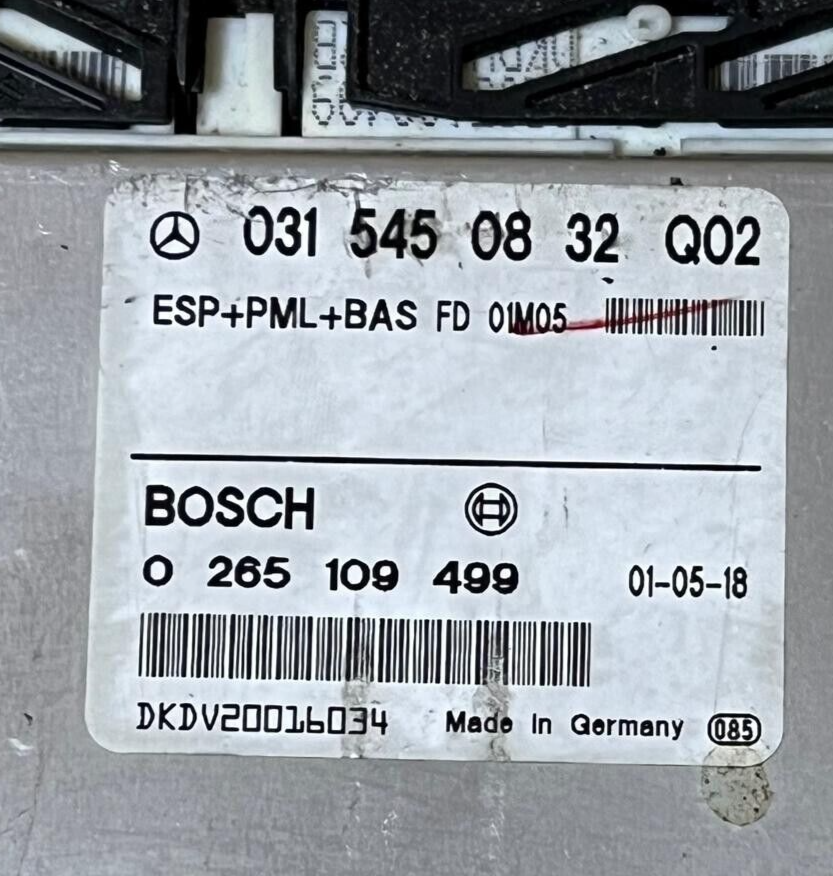 031 545 08 32 Q02
ESP+PML+BAS FD 01M05
BOSCH
0 265 109 499 01-05-18
DKDV20016034 Made in Germany 085